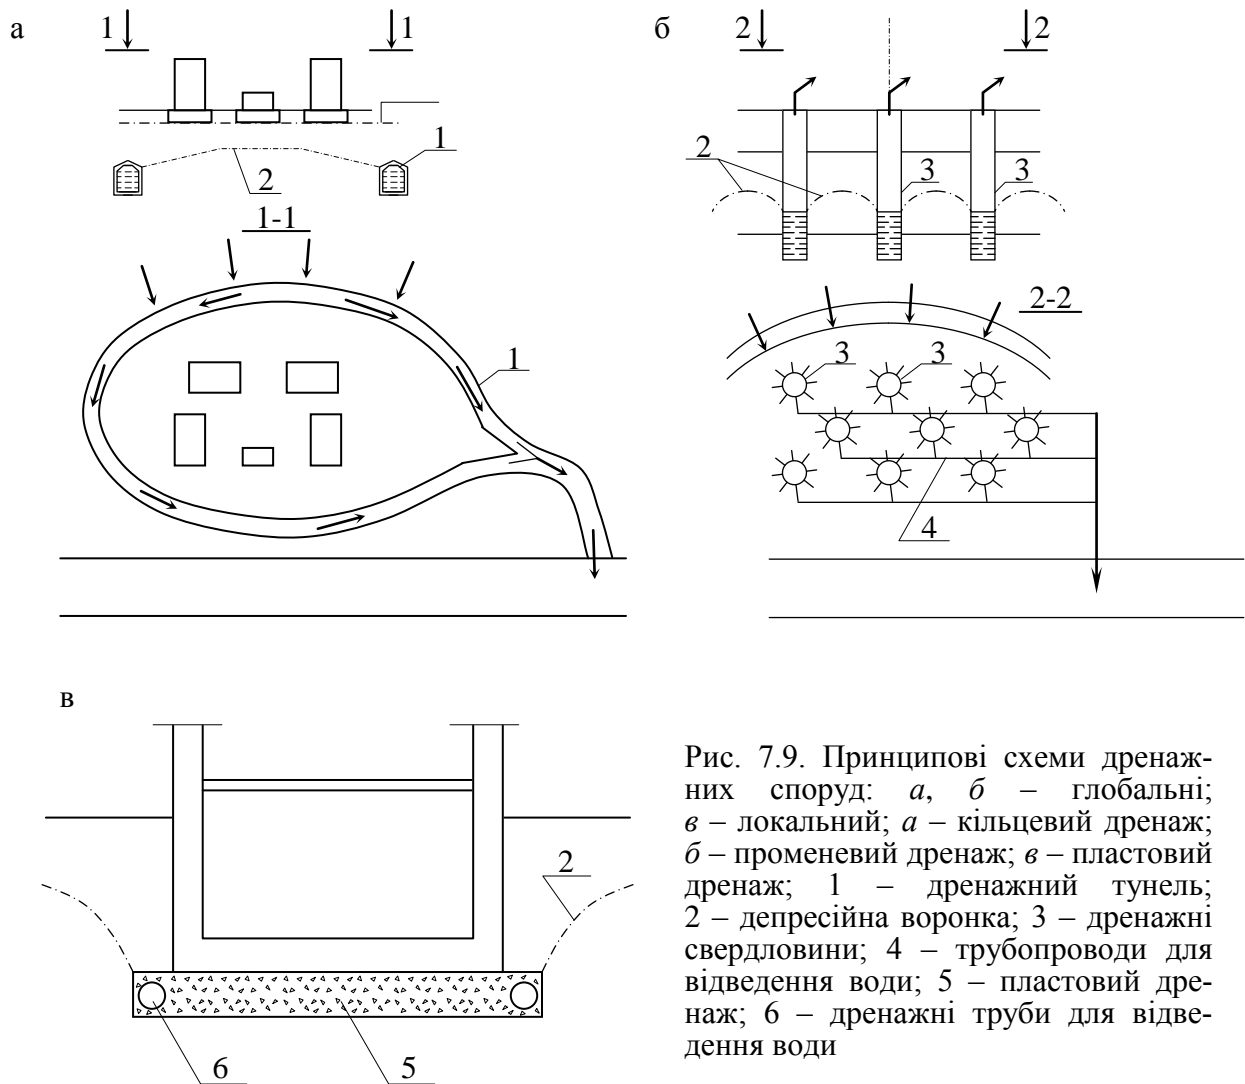 а
1
1
1
2
1-1
1
б
2
2
2
3
3
2-2
3
3
4
в
2
6
5
Рис. 7.9. Принципові схеми дренаж-
них споруд: а, б – глобальні;
в – локальний; а – кільцевий дренаж;
б – променевий дренаж; в – пластовий
дренаж; 1 – дренажний тунель;
2 – депресійна воронка; 3 – дренажні
свердловини; 4 – трубопроводи для
відведення води; 5 – пластовий дре-
наж; 6 – дренажні труби для відве-
дення води